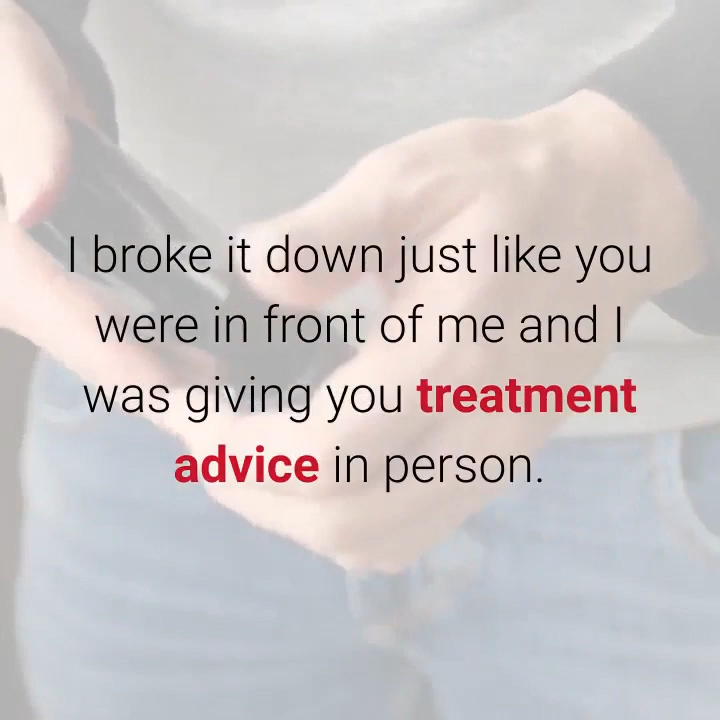 I broke it down just like you
were in front of me and I
was giving you treatment
advice in person.